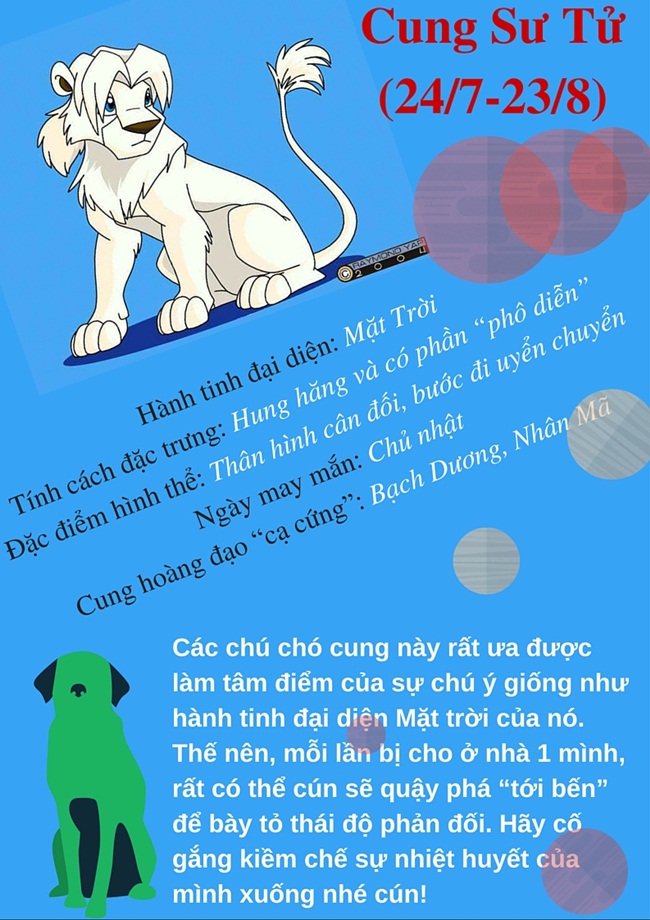 Cung Sư Tử
(24/7-23/8)
©RAYMOND YAP
2004
Hành tinh đại diện: Mặt Trời
Tính cách đặc trưng: Hung hăng và có phần “phô diễn”
Đặc điểm hình thể: Thân hình cân đối, bước đi uyển chuyển
Ngày may mắn: Chủ nhật
Cung hoàng đạo “cạ cứng”: Bạch Dương, Nhân Mã
Các chú chó cung này rất ưa được
làm tâm điểm của sự chú ý giống như
hành tinh đại diện Mặt trời của nó.
Thế nên, mỗi lần bị cho ở nhà 1 mình,
rất có thể cún sẽ quậy phá “tới bến”
để bày tỏ thái độ phản đối. Hãy cố
gắng kiềm chế sự nhiệt huyết của
mình xuống nhé cún!